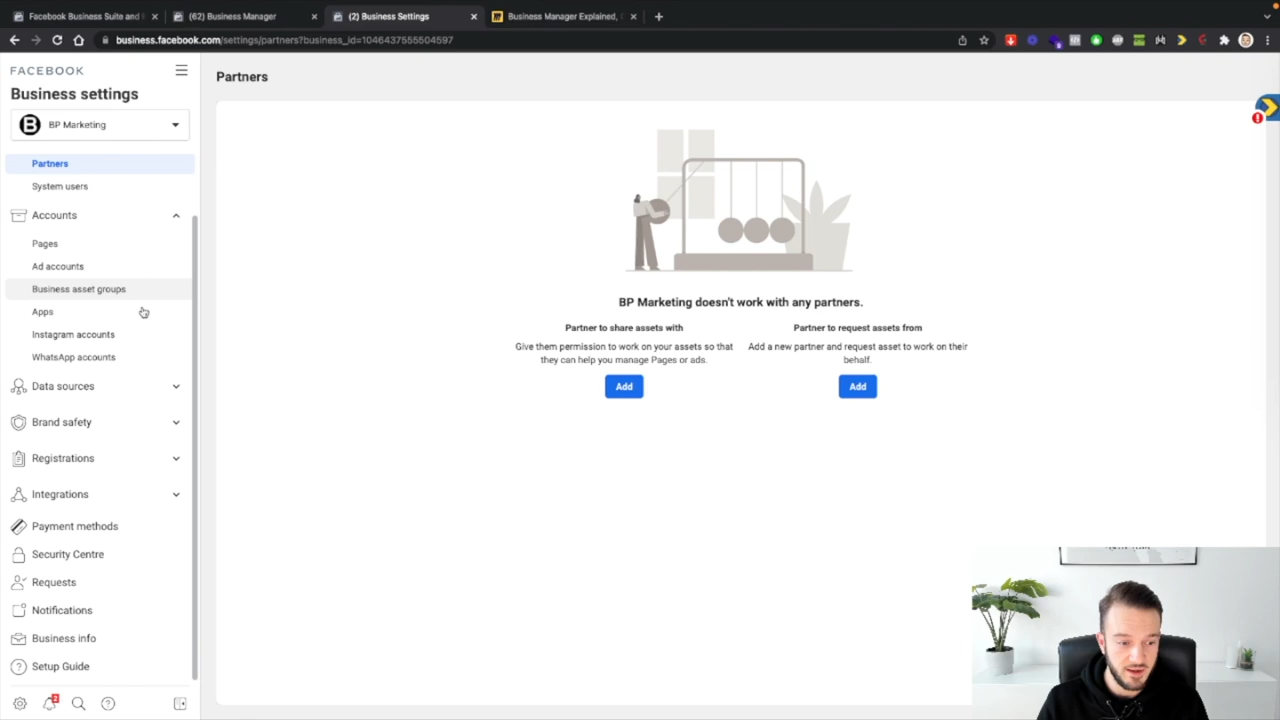 Facebook Business Suite and
(62) Business Manager
(2) Business Settings
Business Manager Explained,
business.facebook.com/settings/partners?business_id=1046437555504597
FACEBOOK
Business settings
BP Marketing
Partners
System users
Accounts
Pages
Ad accounts
Business asset groups
Apps
Instagram accounts
WhatsApp accounts
Data sources
Brand safety
Registrations
Integrations
Payment methods
Security Centre
Requests
Notifications
Business info
Setup Guide
2
Partners
BP Marketing doesn't work with any partners.
Partner to share assets with
Give them permission to work on your assets so that
they can help you manage Pages or ads.
Add
Partner to request assets from
Add a new partner and request asset to work on their
behalf.
Add